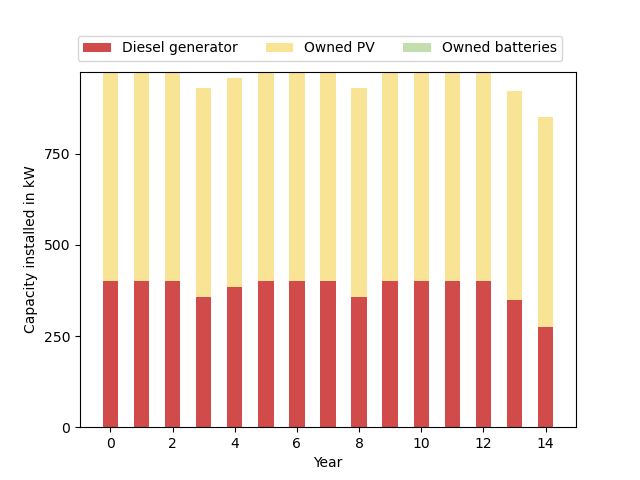 Diesel generator Owned PV Owned batteries
Capacity installed in kW
750
500
250
0
0 2 4 6 8 10 12 14
Year